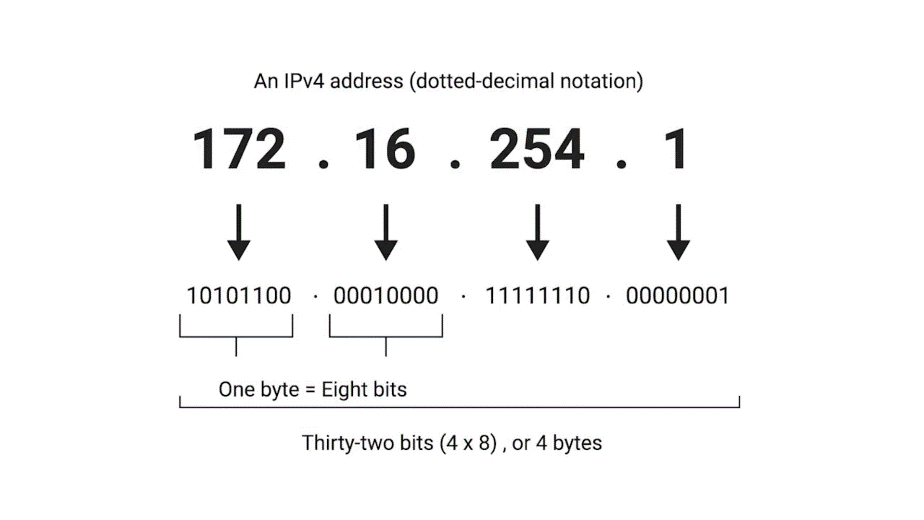 An IPv4 address (dotted-decimal notation)
172 . 16 . 254 . 1
10101100 . 00010000 . 11111110 . 00000001
One byte = Eight bits
Thirty-two bits (4 x 8) , or 4 bytes